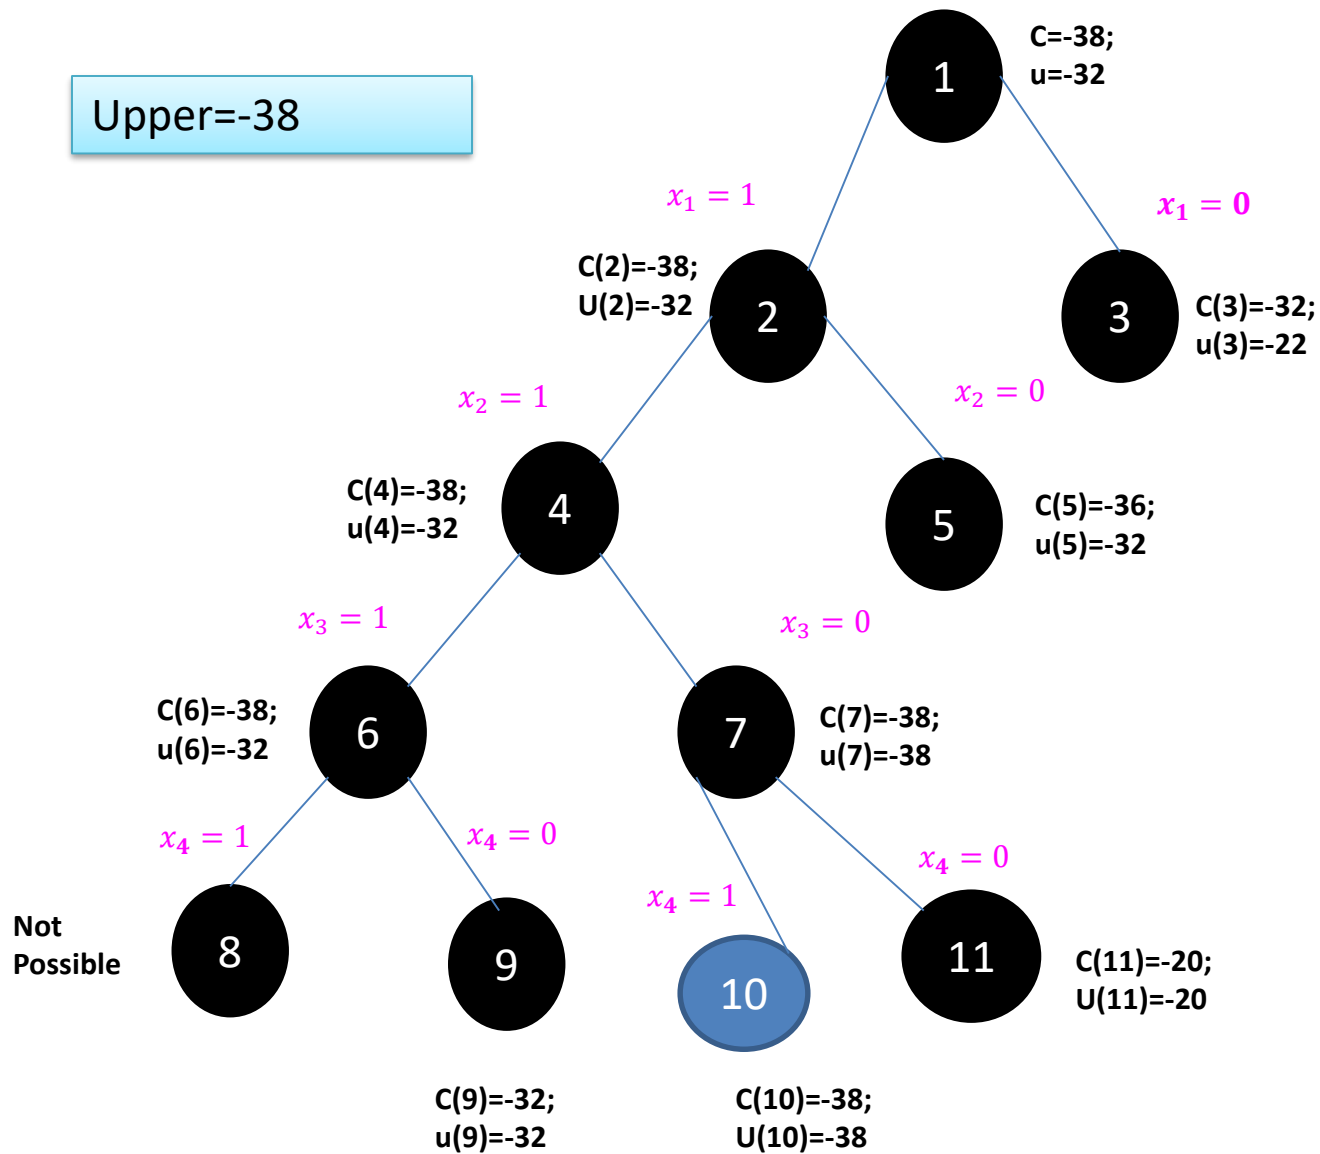 1
C=-38;
u=-32
Upper=-38
x₁ = 1
x₁ = 0
C(2)=-38;
U(2)=-32
2
3
C(3)=-32;
u(3)=-22
x₂ = 1
x₂ = 0
C(4)=-38;
u(4)=-32
4
5
C(5)=-36;
u(5)=-32
x₃ = 1
x₃ = 0
C(6)=-38;
u(6)=-32
6
7
C(7)=-38;
u(7)=-38
x₄ = 1
x₄ = 0
x₄ = 1
x₄ = 0
Not
Possible
8
9
10
11
C(11)=-20;
U(11)=-20
C(9)=-32;
u(9)=-32
C(10)=-38;
U(10)=-38